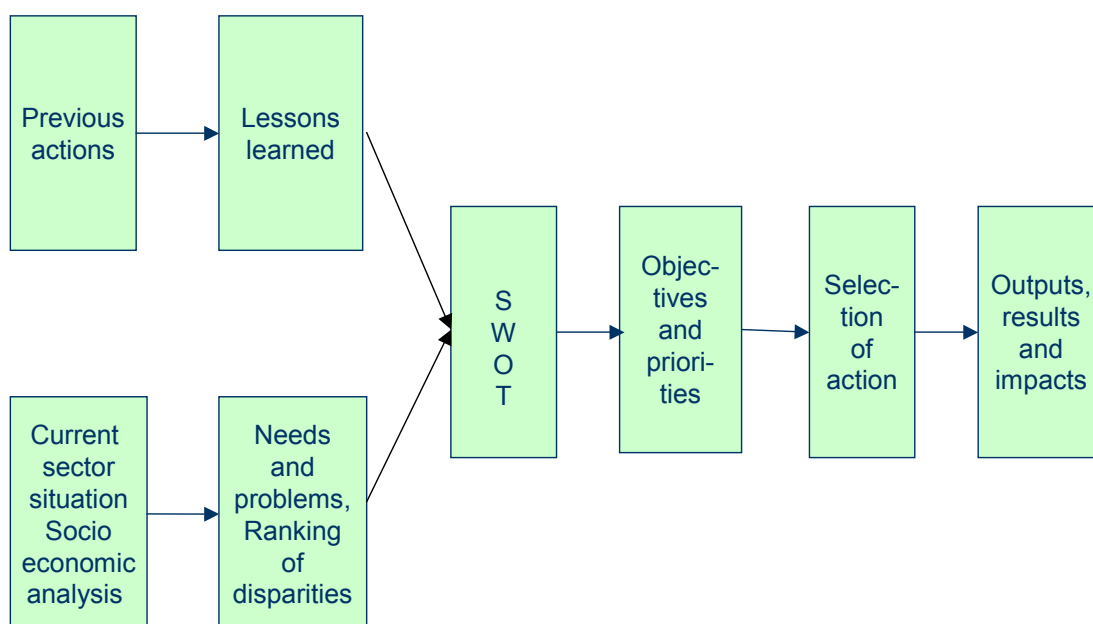 Previous
actions
Lessons
learned
Current
sector
situation
Socio
economic
analysis
Needs
and
problems,
Ranking
of
disparities
S
W
O
T
Objec-
tives
and
priori-
ties
Selec-
tion
of
action
Outputs,
results
and
impacts